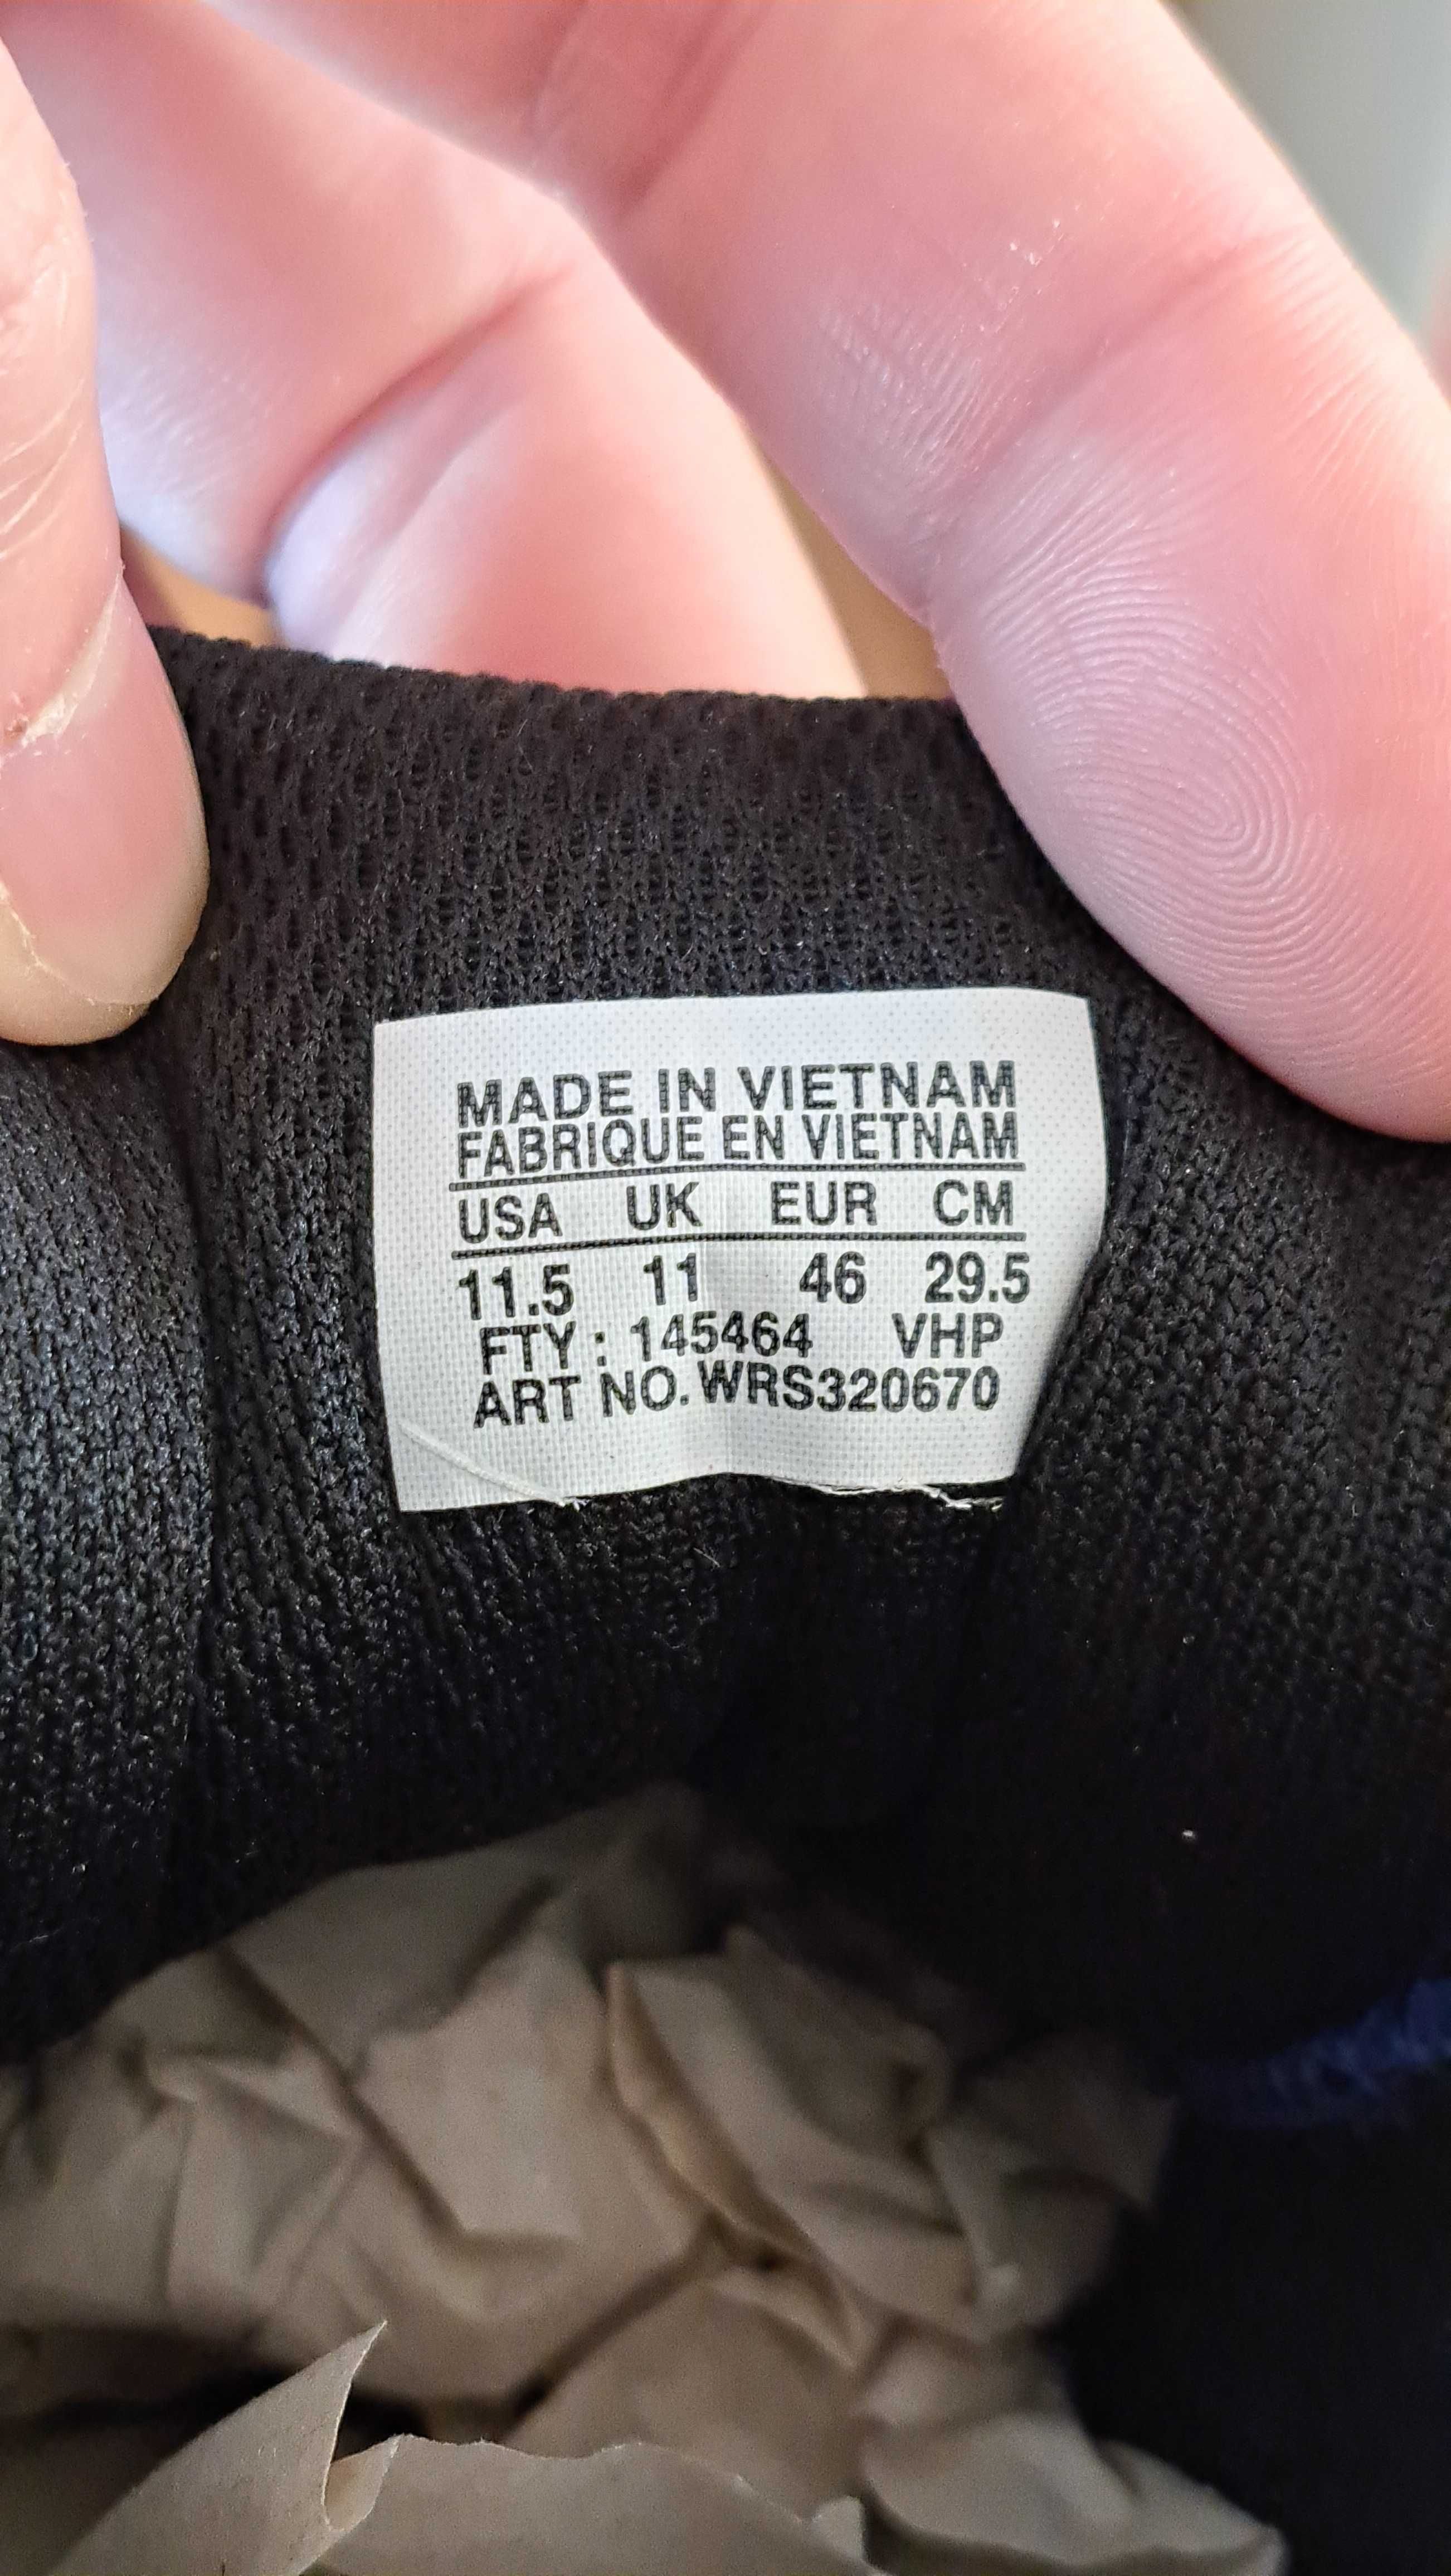 MADE IN VIETNAM
FABRIQUE EN VIETNAM
USA UK EUR CM
11.5 11 46 29.5
FTY : 145464 VHP
ART NO. WRS320670